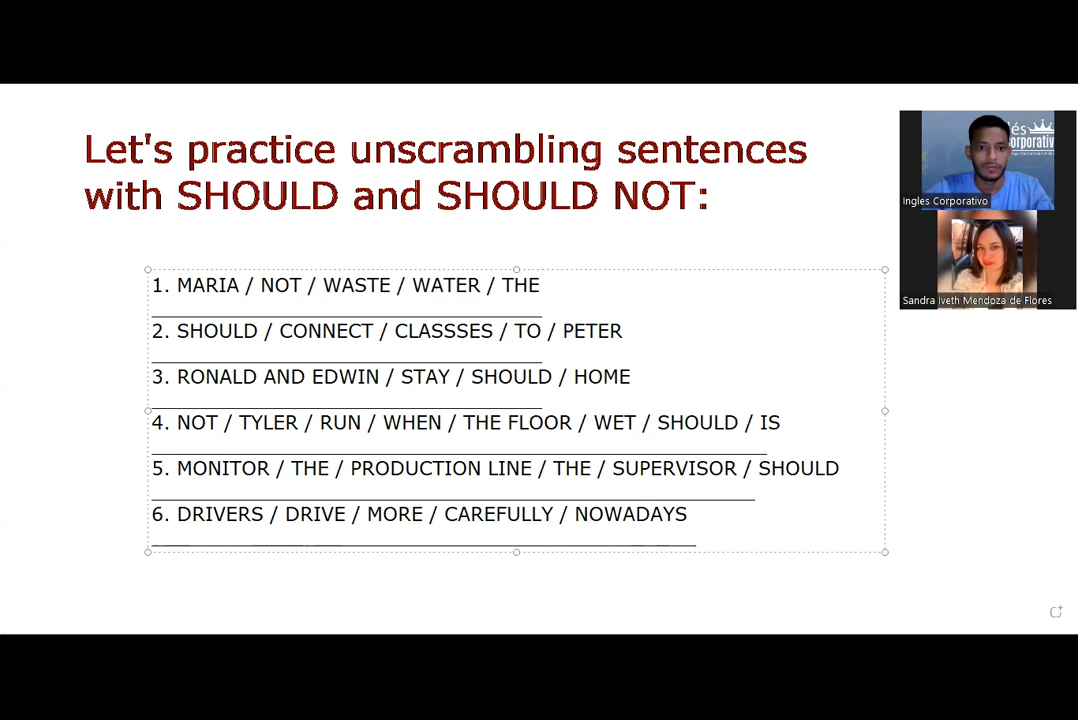 Let's practice unscrambling sentences
with SHOULD and SHOULD NOT:
1. MARIA / NOT / WASTE / WATER / THE
2. SHOULD / CONNECT / CLASSSES / TO / PETER
3. RONALD AND EDWIN / STAY / SHOULD / HOME
4. NOT / TYLER / RUN / WHEN / THE FLOOR / WET / SHOULD / IS
5. MONITOR / THE / PRODUCTION LINE / THE / SUPERVISOR / SHOULD
6. DRIVERS / DRIVE / MORE / CAREFULLY / NOWADAYS
és
orporativ
Ingles Corporativo
Sandra Iveth Mendoza de Flores